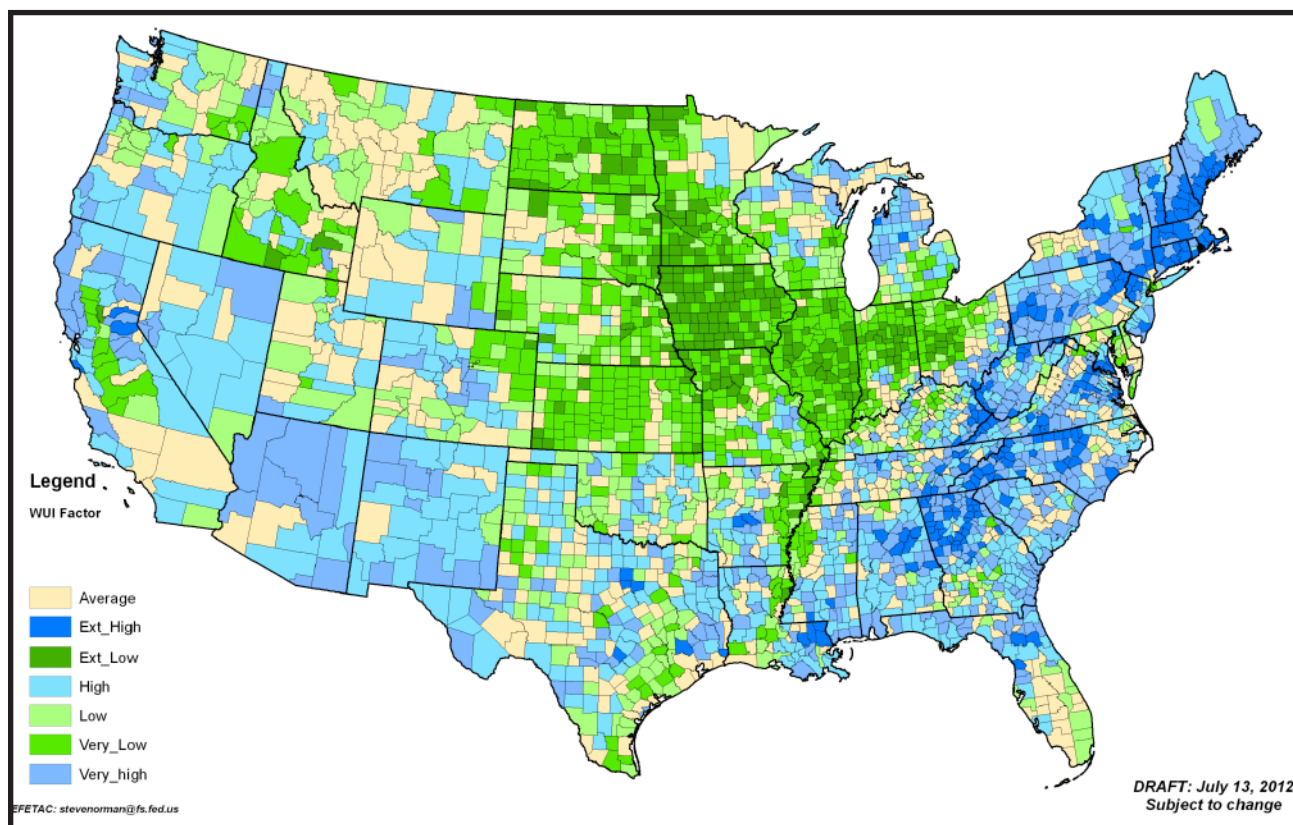 Legend
WUI Factor
Average
Ext_High
Ext_Low
High
Low
Very_Low
Very_high
EFETAC: stevenorman@fs.fed.us
DRAFT: July 13, 2012
Subject to change